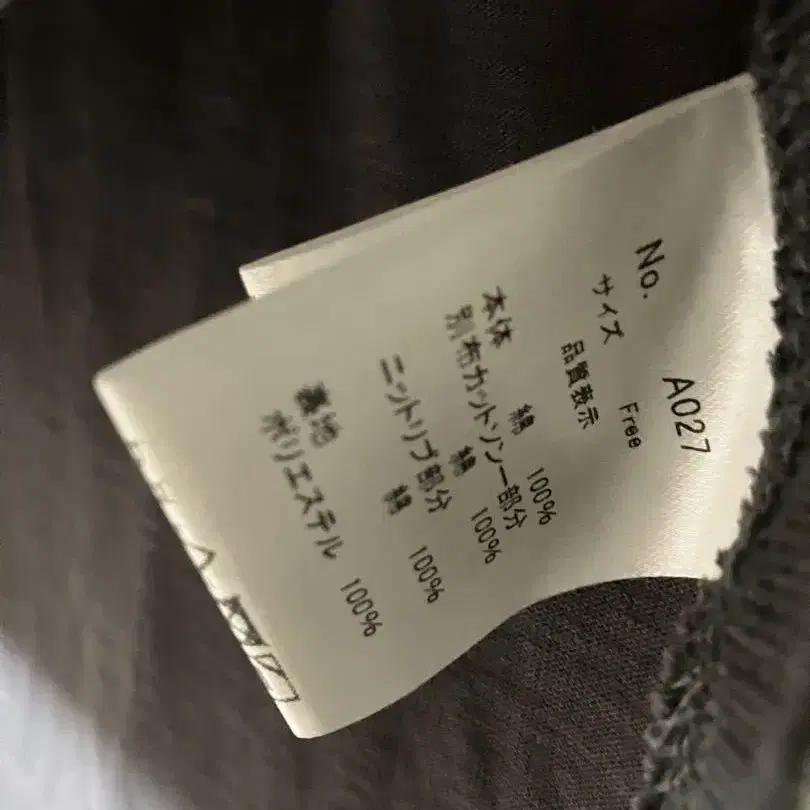 No. A027
サイズ Free
品質表示
本体
綿 100%
別布カットソー部分
綿 100%
ニットリブ部分
綿 100%
裏地
ポリエステル 100%